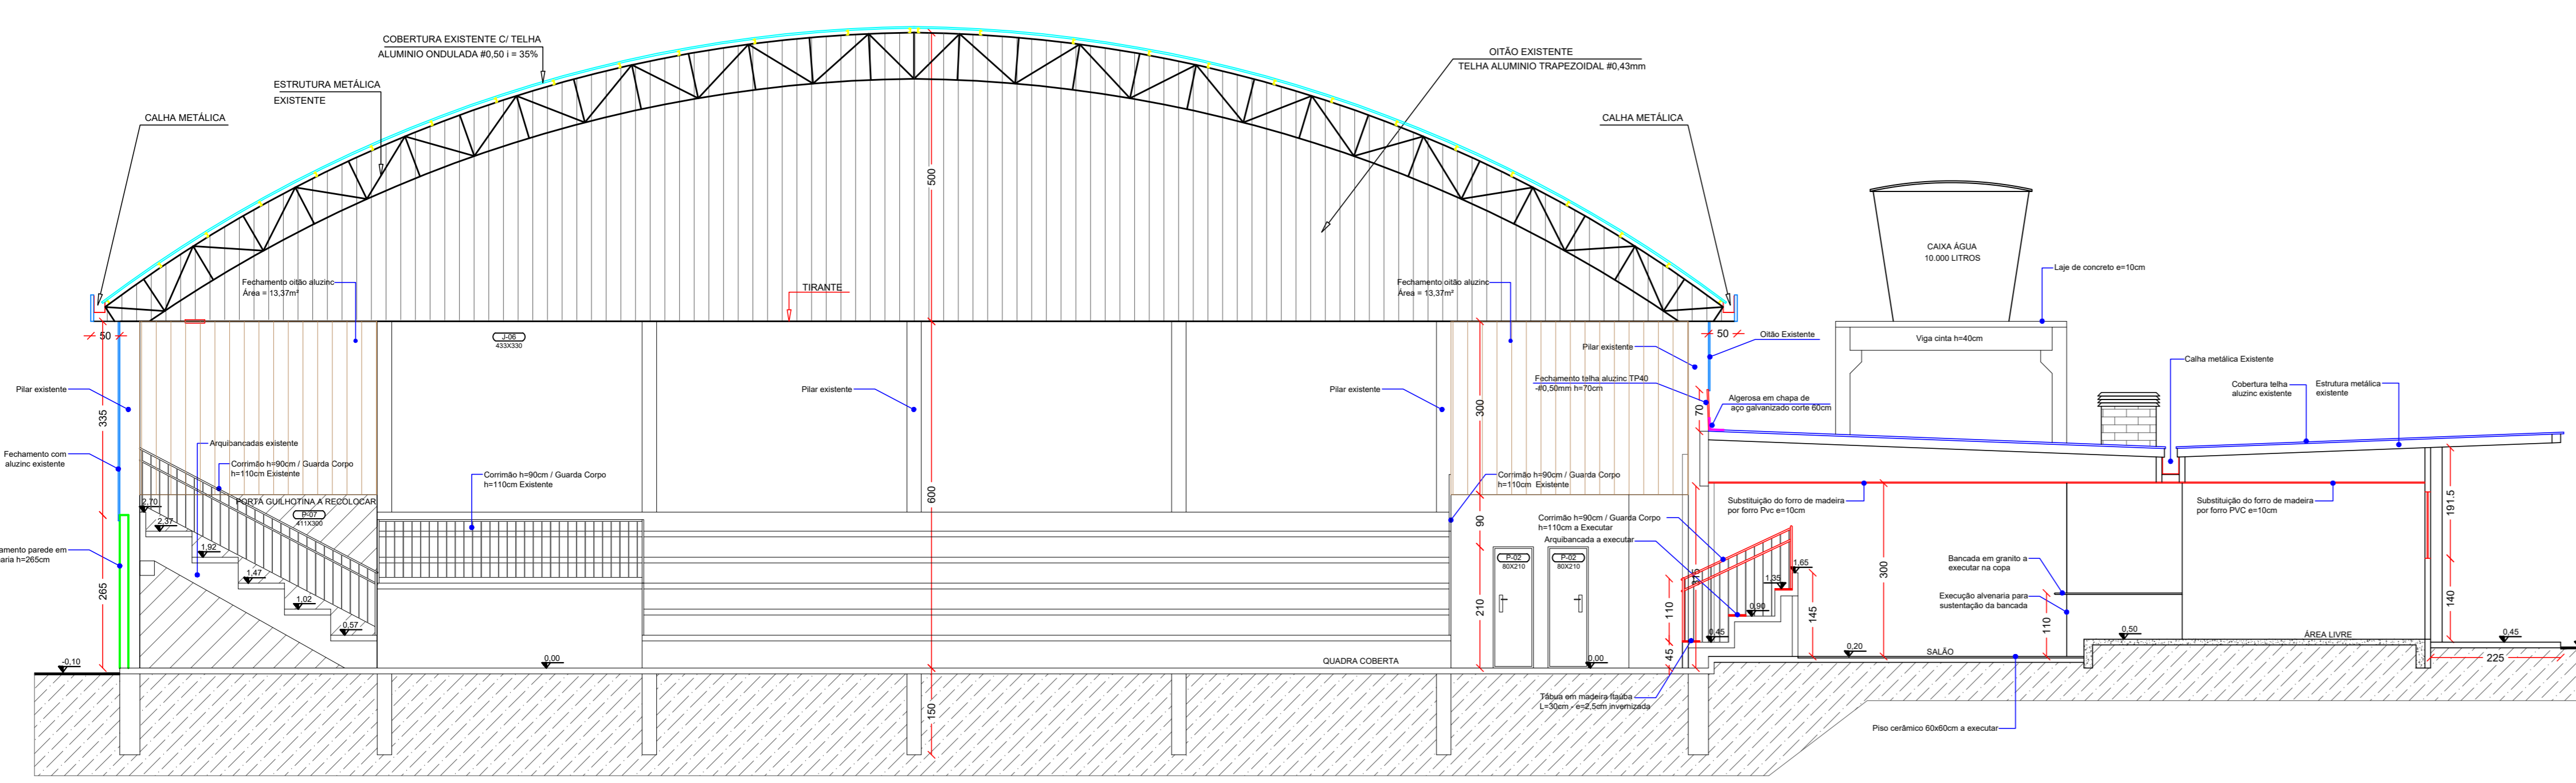 COBERTURA EXISTENTE C/ TELHA
ALUMINIO ONDULADA #0,50 i = 35%
ESTRUTURA METÁLICA
EXISTENTE
CALHA METÁLICA
OITÃO EXISTENTE
TELHA ALUMINIO TRAPEZOIDAL #0,43mm
CALHA METÁLICA
500
CAIXA ÁGUA
10.000 LITROS
Laje de concreto e=10cm
Viga cinta h=40cm
Fechamento oitão aluzinc
Área = 13,37m²
TIRANTE
Fechamento oitão aluzinc
Área = 13,37m²
50
50
J-06
433X330
Oitão Existente
Pilar existente
Calha metálica Existente
Pilar existente
Pilar existente
Pilar existente
Fechamento telha aluzinc TP40
-#0,50mm h=70cm
Cobertura telha
aluzinc existente
Estrutura metálica
existente
Algerosa em chapa de
aço galvanizado corte 60cm
335
300
70
Arquibancadas existente
Fechamento com
aluzinc existente
Corrimão h=90cm / Guarda Corpo
h=110cm Existente
Corrimão h=90cm / Guarda Corpo
h=110cm Existente
Corrimão h=90cm / Guarda Corpo
h=110cm Existente
PORTA GUILHOTINA A RECOLOCAR
P-07
411X300
600
90
Substituição do forro de madeira
por forro Pvc e=10cm
Substituição do forro de madeira
por forro PVC e=10cm
191.5
2,70
2,37
1,92
1,47
1,02
0,57
Corrimão h=90cm / Guarda Corpo
h=110cm a Executar
Arquibancada a executar
amento parede em
aria h=265cm
265
P-02
80X210
P-02
80X210
210
110
45
1,65
1,35
0,90
0,45
145
300
Bancada em granito a
executar na copa
Execução alvenaria para
sustentação da bancada
110
140
0,50
ÁREA LIVRE
0,45
225
-0,10
0,00
QUADRA COBERTA
0,00
0,20
SALÃO
150
Tábua em madeira Itaúba
L=30cm - e=2,5cm invernizada
Piso cerâmico 60x60cm a executar